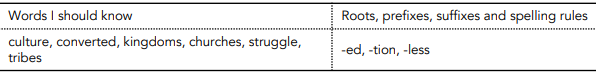 Words I should know
Roots, prefixes, suffixes and spelling rules
culture, converted, kingdoms, churches, struggle,
tribes
-ed, -tion, -less